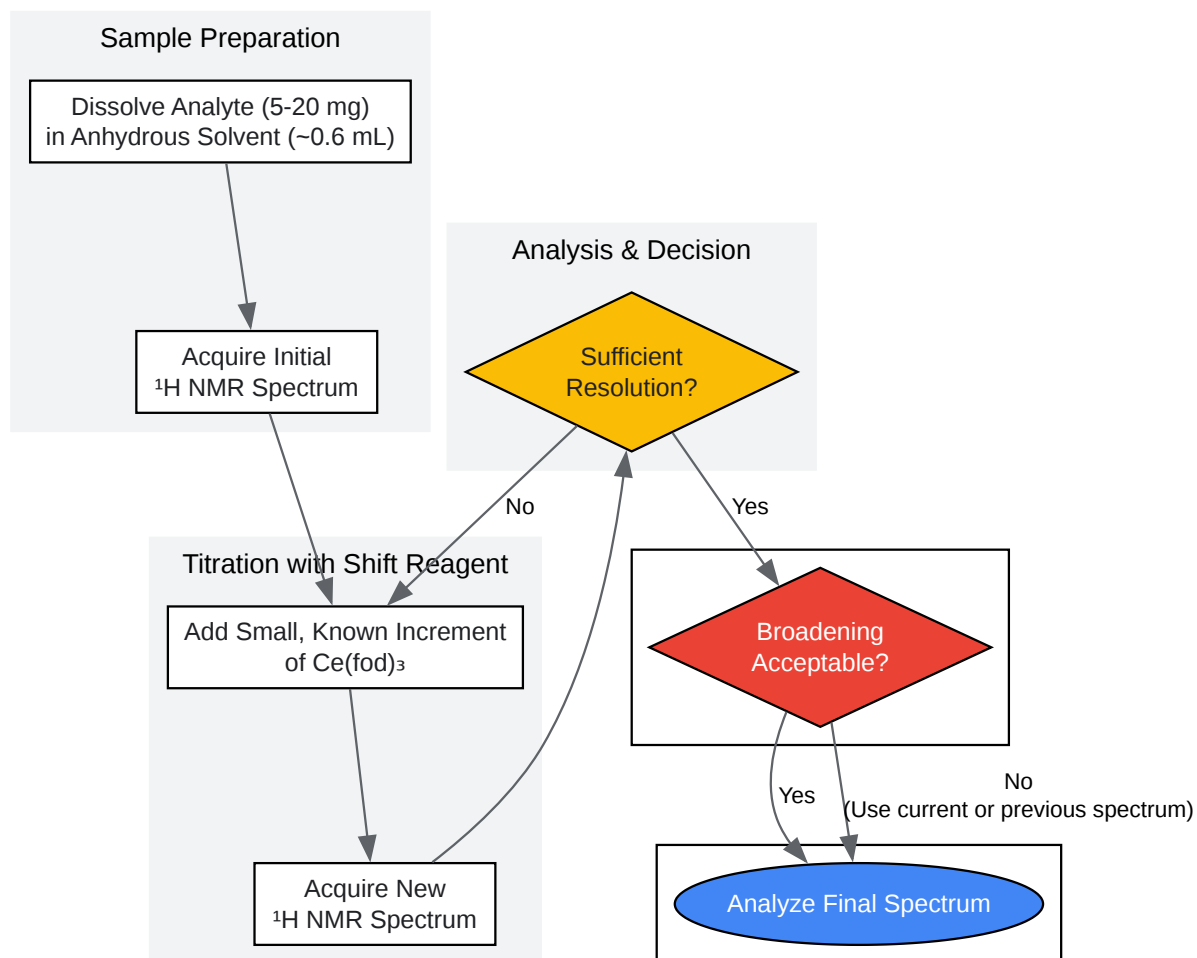 Sample Preparation
Dissolve Analyte (5-20 mg)
in Anhydrous Solvent (~0.6 mL)
Acquire Initial
¹H NMR Spectrum
Analysis & Decision
Sufficient
Resolution?
No
Yes
Titration with Shift Reagent
Add Small, Known Increment
of Ce(fod)₃
Broadening
Acceptable?
Yes
No
(Use current or previous spectrum)
Acquire New
¹H NMR Spectrum
Analyze Final Spectrum